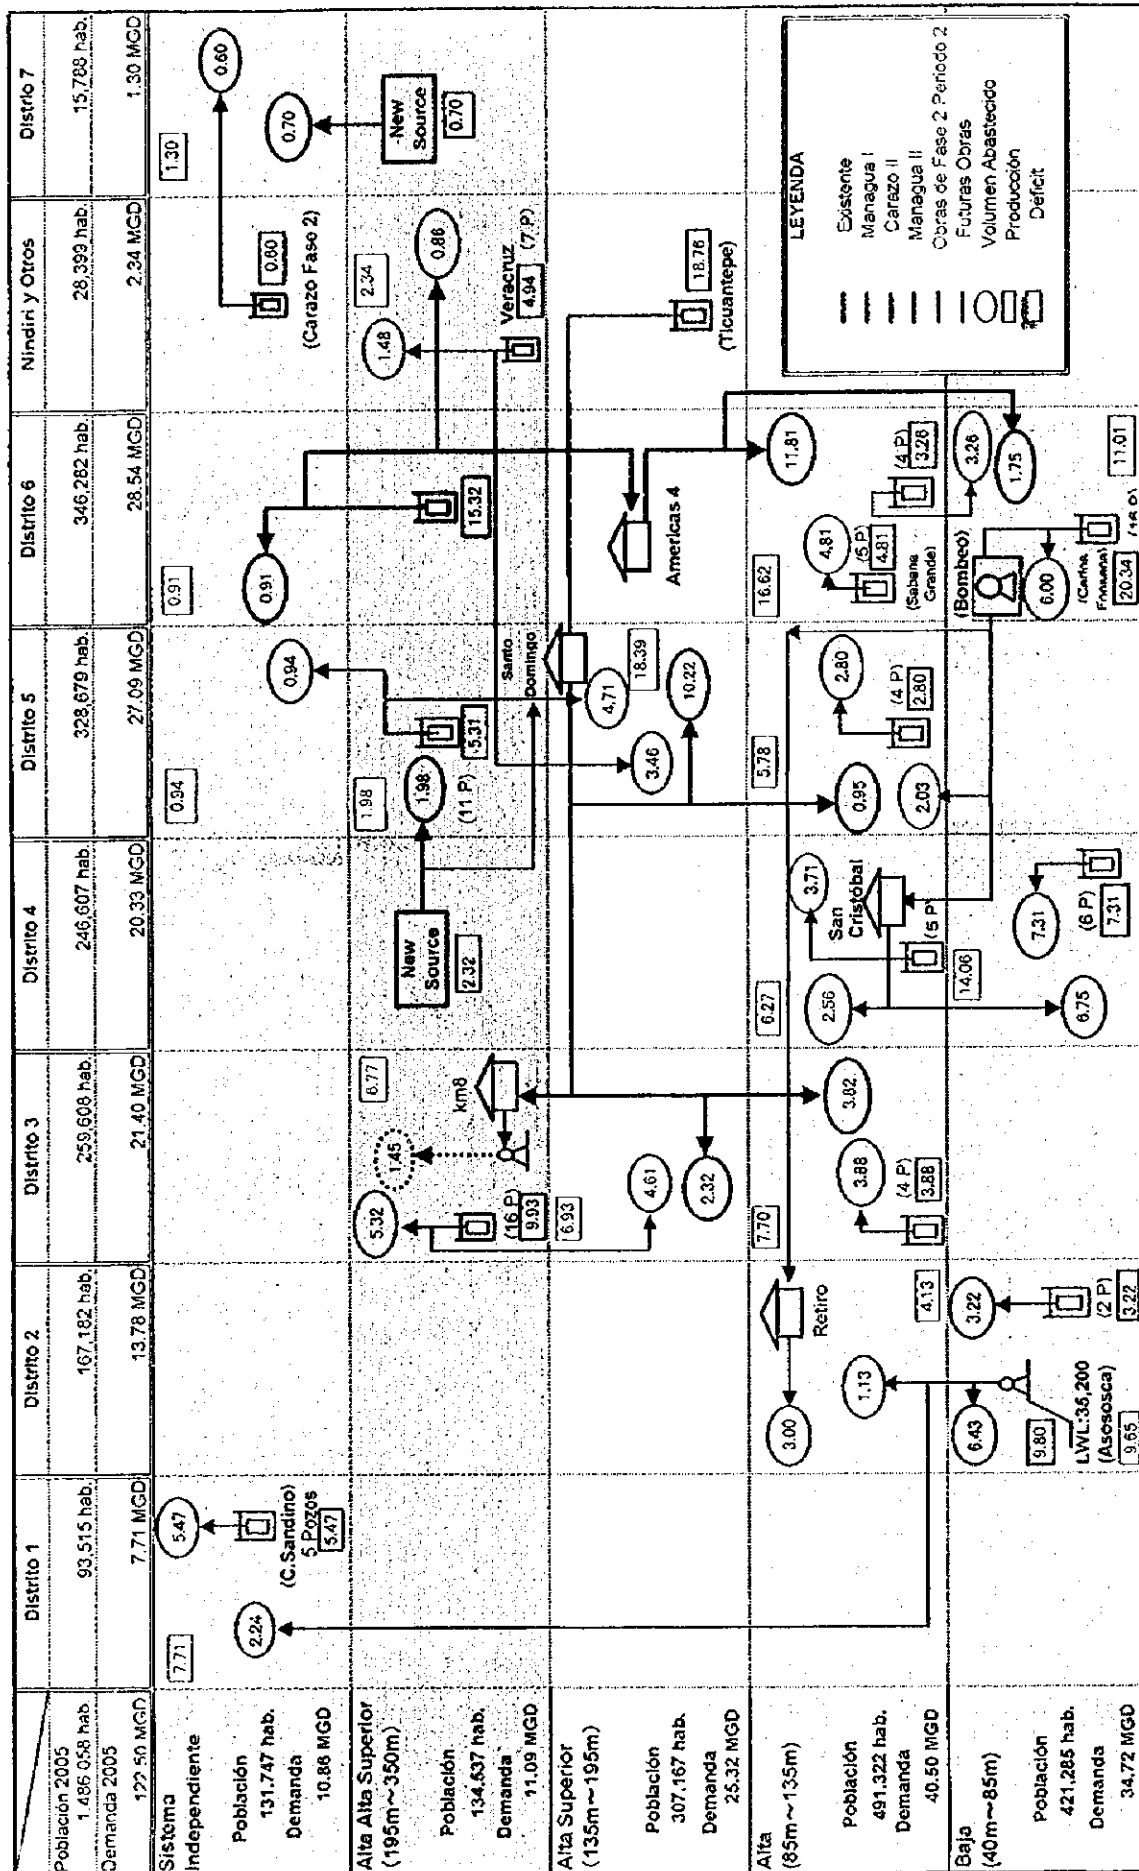 Distrito 1
Distrito 2
Distrito 3
Distrito 4
Distrito 5
Distrito 6
Nindirí y Otros
Distrito 7
Población 2005
1,486,058 hab.
93,515 hab.
167,182 hab.
259,608 hab.
246,607 hab.
328,679 hab.
346,282 hab.
28,399 hab.
15,788 hab.
Demanda 2005
122.50 MGD
7.71 MGD
13.78 MGD
21.40 MGD
20.33 MGD
27.09 MGD
28.54 MGD
2.34 MGD
1.30 MGD
Sistema
Independiente
Población
131.747 hab.
Demanda
10.86 MGD
7.71
2.24
5.47
(C.Sandino)
5 Pozos
5.47
0.94
0.94
0.91
0.91
1.30
0.60
0.60
(Carazo Fase 2)
0.70
Alta Alta Superior
(195m~350m)
Población
134.537 hab.
Demanda
11.09 MGD
6.77
5.32
1.45
(16 P)
9.93
km8
New
Source
2.32
1.98
1.98
(11 P)
5.31
Santo
Domingo
15.32
2.34
1.48
0.86
Veracruz
4.94
(7 P)
New
Source
0.70
Alta Superior
(135m~195m)
Población
307.167 hab.
Demanda
25.32 MGD
6.93
4.61
2.32
18.39
4.71
3.46
10.22
Americas 4
18.76
(Ticuantepe)
Alta
(85m~135m)
Población
491.322 hab.
Demanda
40.50 MGD
3.00
Retiro
1.13
4.13
7.70
3.88
(4 P)
3.88
3.82
6.27
2.56
3.71
San
Cristóbal
(5 P)
5.78
0.95
2.03
2.80
(4 P)
2.80
16.62
11.81
4.81
(5 P)
4.81
(Sabana
Grande)
(4 P)
3.26
LEYENDA
Existente
Managua I
Carazo II
Managua II
Obras de Fase 2 Periodo 2
Futuras Obras
Volumen Abastecido
Producción
Déficit
Baja
(40m~85m)
Población
421.285 hab.
Demanda
34.72 MGD
6.43
9.80
LWL:35,200
(Asososca)
9.65
3.22
(2 P)
3.22
14.06
6.75
7.31
(6 P)
7.31
(Bombeo)
6.00
(Carlos
Fonseca)
20.34
(16 P)
3.26
1.75
11.01